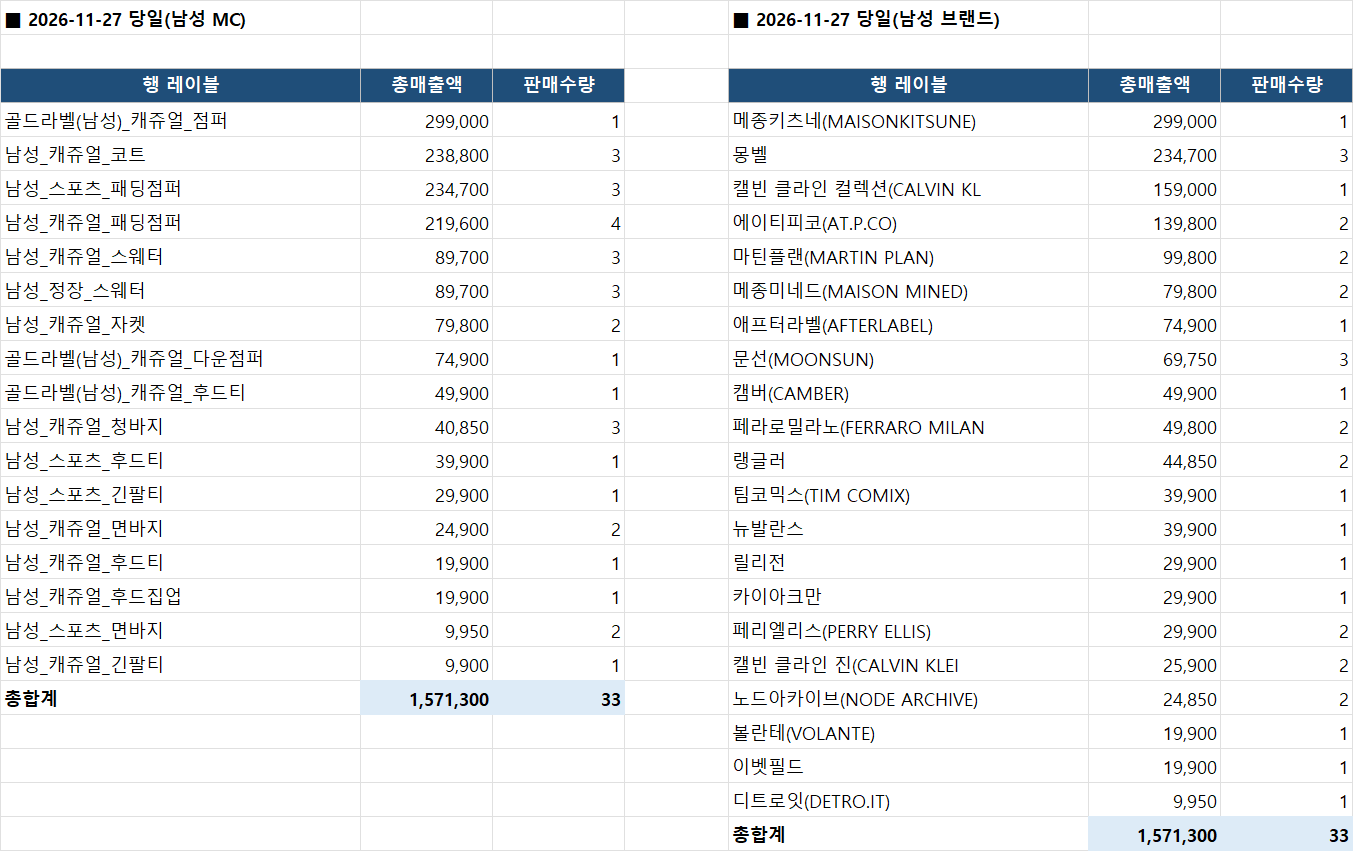 ■ 2026-11-27 당일(남성 MC)
행 레이블 총매출액 판매수량
골드라벨(남성)_캐쥬얼_점퍼 299,000 1
남성_캐쥬얼_코트 238,800 3
남성_스포츠_패딩점퍼 234,700 3
남성_캐쥬얼_패딩점퍼 219,600 4
남성_캐쥬얼_스웨터 89,700 3
남성_정장_스웨터 89,700 3
남성_캐쥬얼_자켓 79,800 2
골드라벨(남성)_캐쥬얼_다운점퍼 74,900 1
골드라벨(남성)_캐쥬얼_후드티 49,900 1
남성_캐쥬얼_청바지 40,850 3
남성_스포츠_후드티 39,900 1
남성_스포츠_긴팔티 29,900 1
남성_캐쥬얼_면바지 24,900 2
남성_캐쥬얼_후드티 19,900 1
남성_캐쥬얼_후드집업 19,900 1
남성_스포츠_면바지 9,950 2
남성_캐쥬얼_긴팔티 9,900 1
총합계 1,571,300 33
■ 2026-11-27 당일(남성 브랜드)
행 레이블 총매출액 판매수량
메종키츠네(MAISONKITSUNE) 299,000 1
몽벨 234,700 3
캘빈 클라인 컬렉션(CALVIN KL 159,000 1
에이티피코(AT.P.CO) 139,800 2
마틴플랜(MARTIN PLAN) 99,800 2
메종미네드(MAISON MINED) 79,800 2
애프터라벨(AFTERLABEL) 74,900 1
문선(MOONSUN) 69,750 3
캠버(CAMBER) 49,900 1
페라로밀라노(FERRARO MILAN 49,800 2
랭글러 44,850 2
팀코믹스(TIM COMIX) 39,900 1
뉴발란스 39,900 1
릴리전 29,900 1
카이아크만 29,900 1
페리엘리스(PERRY ELLIS) 29,900 2
캘빈 클라인 진(CALVIN KLEI 25,900 2
노드아카이브(NODE ARCHIVE) 24,850 2
볼란테(VOLANTE) 19,900 1
이벳필드 19,900 1
디트로잇(DETRO.IT) 9,950 1
총합계 1,571,300 33